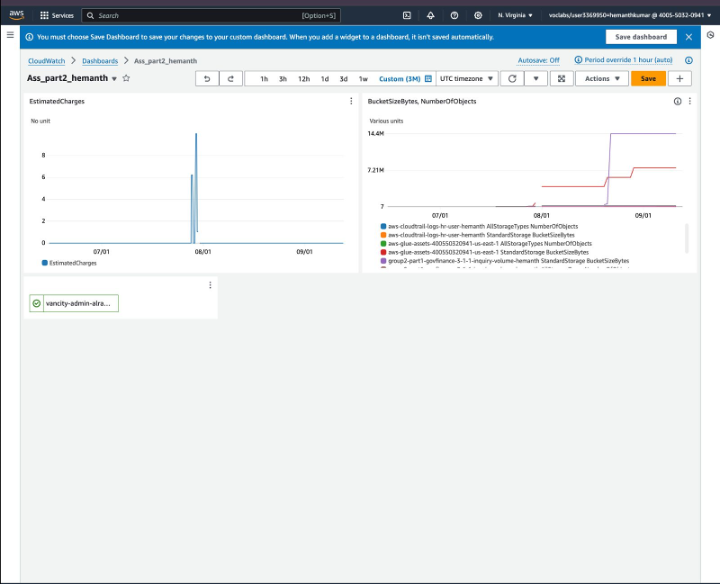 aws Services Search [Option+S] N. Virginia voclabs/user3369950=hemanthkumar @ 4005-5032-0941
You must choose Save Dashboard to save your changes to your custom dashboard. When you add a widget to a dashboard, it isn't saved automatically. Save dashboard
CloudWatch > Dashboards > Ass_part2_hemanth Autosave: Off Period override 1 hour (auto)
Ass_part2_hemanth 1h 3h 12h 1d 3d 1w Custom (3M) UTC timezone Actions Save
EstimatedCharges
No unit
8
6
4
2
0
07/01 08/01 09/01
EstimatedCharges
BucketSizeBytes, NumberOfObjects
Various units
14.4M
7.21M
7
07/01 08/01 09/01
aws-cloudtrail-logs-hr-user-hemanth AllStorageTypes NumberOfObjects
aws-cloudtrail-logs-hr-user-hemanth StandardStorage BucketSizeBytes
aws-glue-assets-400550320941-us-east-1 AllStorageTypes NumberOfObjects
aws-glue-assets-400550320941-us-east-1 StandardStorage BucketSizeBytes
group2-part1-govfinance-3-1-1-inquiry-volume-hemanth StandardStorage BucketSizeBytes
vancity-admin-alra...